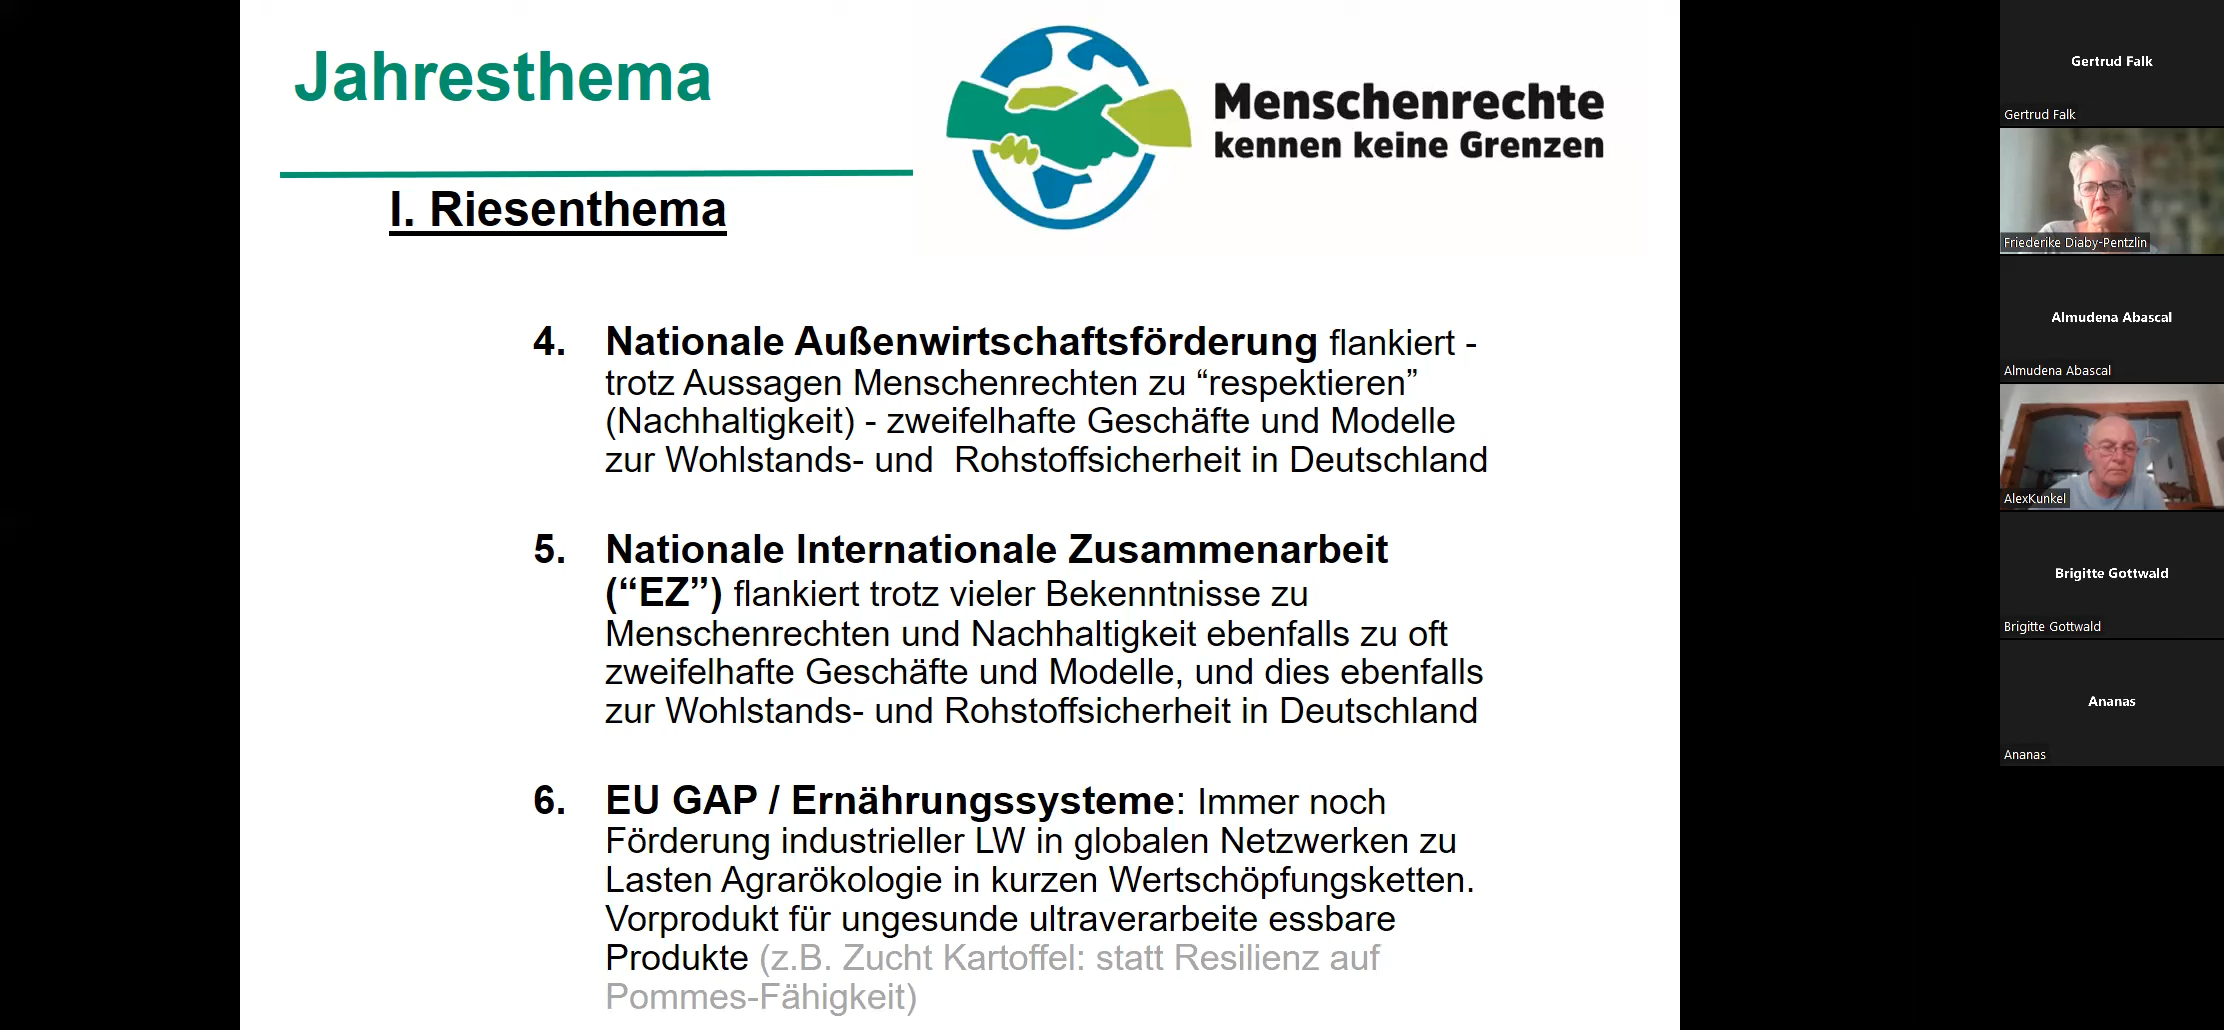 Jahresthema
Menschenrechte
kennen keine Grenzen
I. Riesenthema
4. Nationale Außenwirtschaftsförderung flankiert -
trotz Aussagen Menschenrechten zu “respektieren”
(Nachhaltigkeit) - zweifelhafte Geschäfte und Modelle
zur Wohlstands- und  Rohstoffsicherheit in Deutschland
5. Nationale Internationale Zusammenarbeit
(“EZ”) flankiert trotz vieler Bekenntnisse zu
Menschenrechten und Nachhaltigkeit ebenfalls zu oft
zweifelhafte Geschäfte und Modelle, und dies ebenfalls
zur Wohlstands- und Rohstoffsicherheit in Deutschland
6. EU GAP / Ernährungssysteme: Immer noch
Förderung industrieller LW in globalen Netzwerken zu
Lasten Agrarökologie in kurzen Wertschöpfungsketten.
Vorprodukt für ungesunde ultraverarbeite essbare
Produkte (z.B. Zucht Kartoffel: statt Resilienz auf
Pommes-Fähigkeit)
Gertrud Falk
Gertrud Falk
Friederike Diaby-Pentzlin
Almudena Abascal
Almudena Abascal
AlexKunkel
Brigitte Gottwald
Brigitte Gottwald
Ananas
Ananas